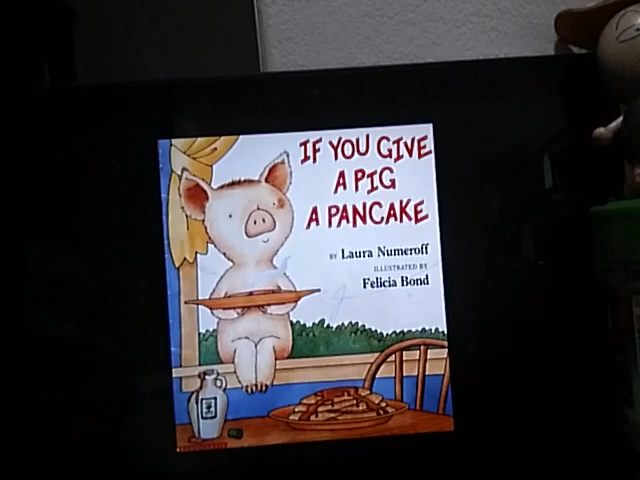 IF YOU GIVE
A PIG
A PANCAKE
BY Laura Numeroff
ILLUSTRATED BY
Felicia Bond